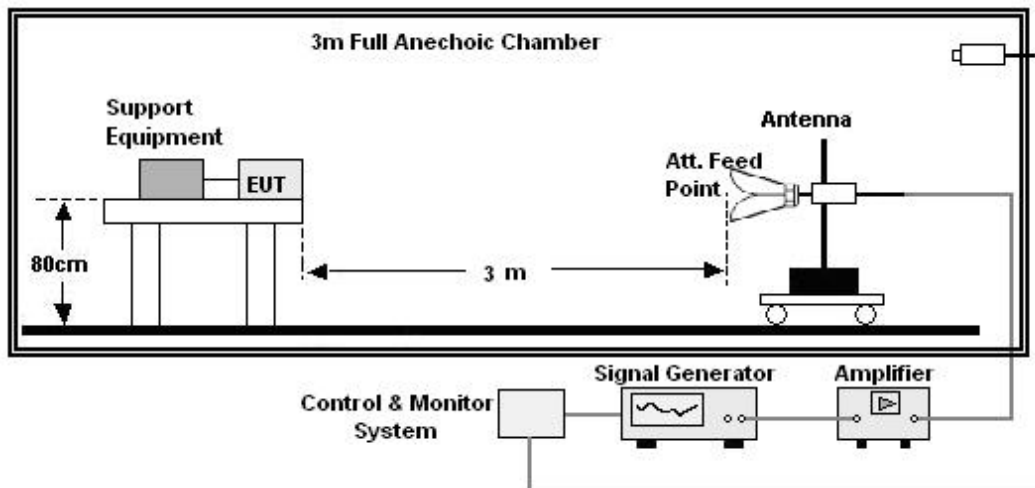 3m Full Anechoic Chamber
Support
Equipment
EUT
80cm
3 m
Antenna
Att. Feed
Point
Signal Generator
Amplifier
Control & Monitor
System